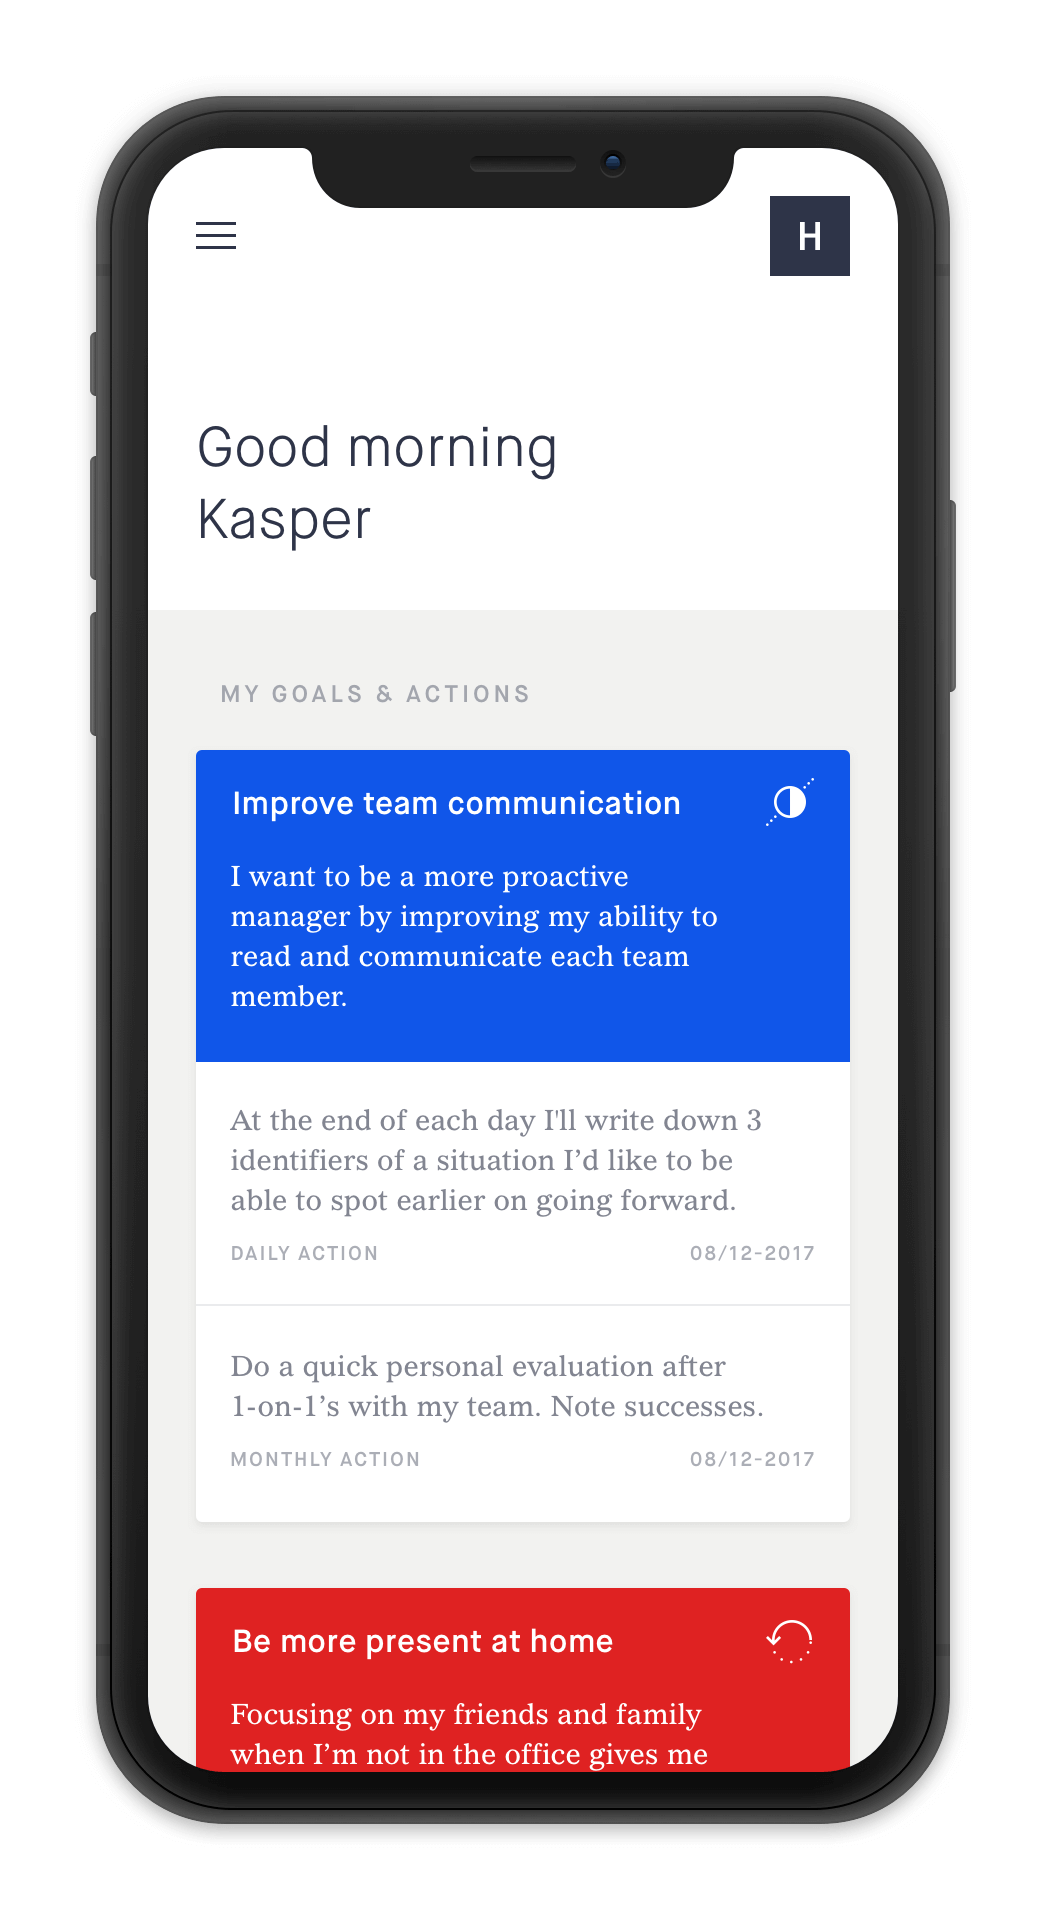 H
Good morning
Kasper
MY GOALS & ACTIONS
Improve team communication
I want to be a more proactive
manager by improving my ability to
read and communicate each team
member.
At the end of each day I'll write down 3
identifiers of a situation I’d like to be
able to spot earlier on going forward.
DAILY ACTION 08/12-2017
Do a quick personal evaluation after
1-on-1’s with my team. Note successes.
MONTHLY ACTION 08/12-2017
Be more present at home
Focusing on my friends and family
when I’m not in the office gives me